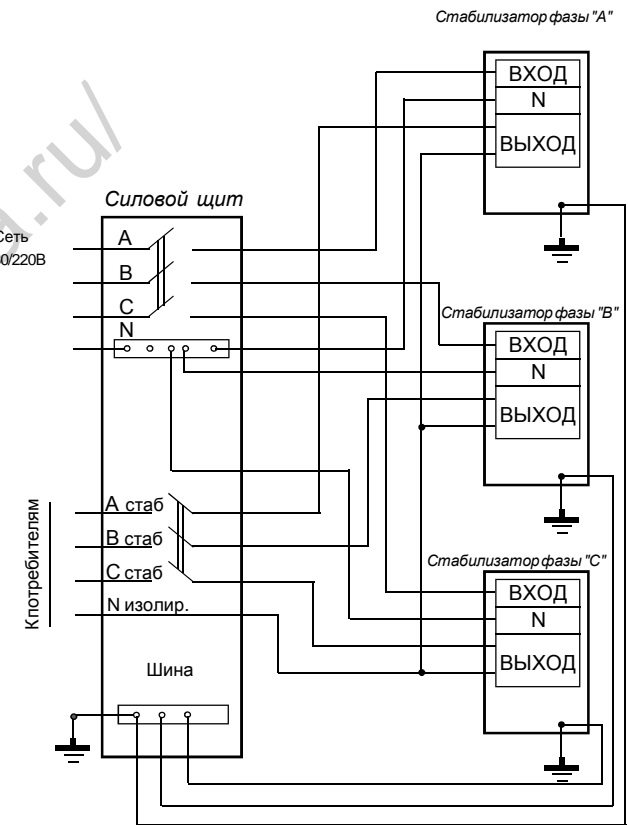 Стабилизатор фазы "А"
ВХОД
N
ВЫХОД
a.ru/
Силовой щит
Сеть
0/220В
A
B
C
N
Стабилизатор фазы "В"
ВХОД
N
ВЫХОД
К потребителям
А стаб
В стаб
С стаб
N изолир.
Шина
Стабилизатор фазы "С"
ВХОД
N
ВЫХОД